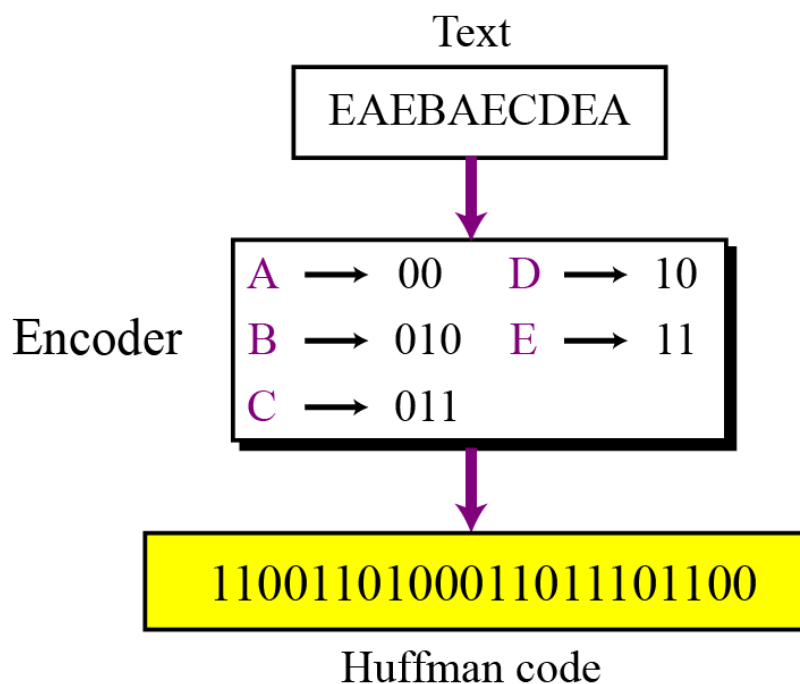 Text
EAEBAECDEA
A → 00 D → 10
Encoder B → 010 E → 11
C → 011
1100110100011011101100
Huffman code